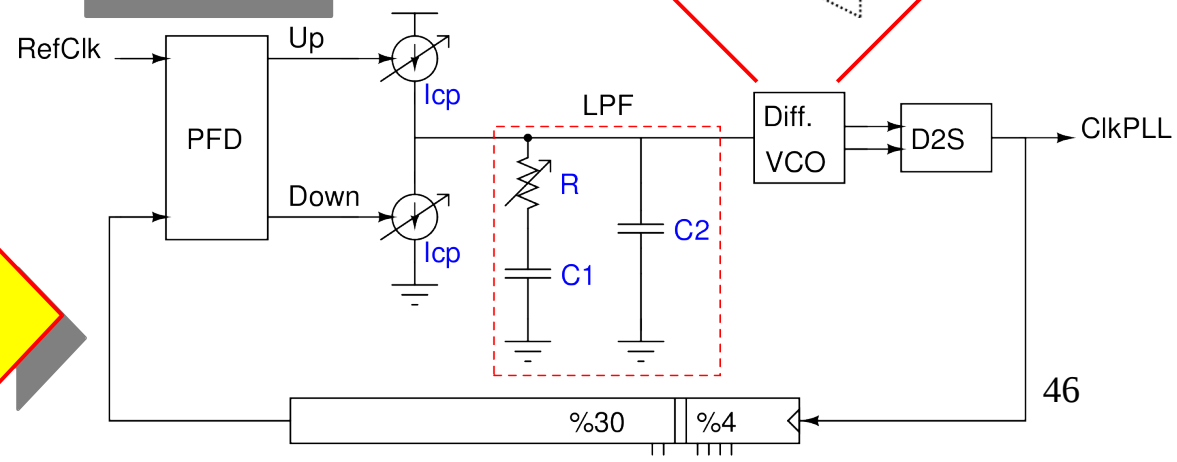 RefClk
Up
Icp
LPF
PFD
Diff.
VCO
D2S
ClkPLL
R
Down
C2
Icp
C1
46
%30
%4